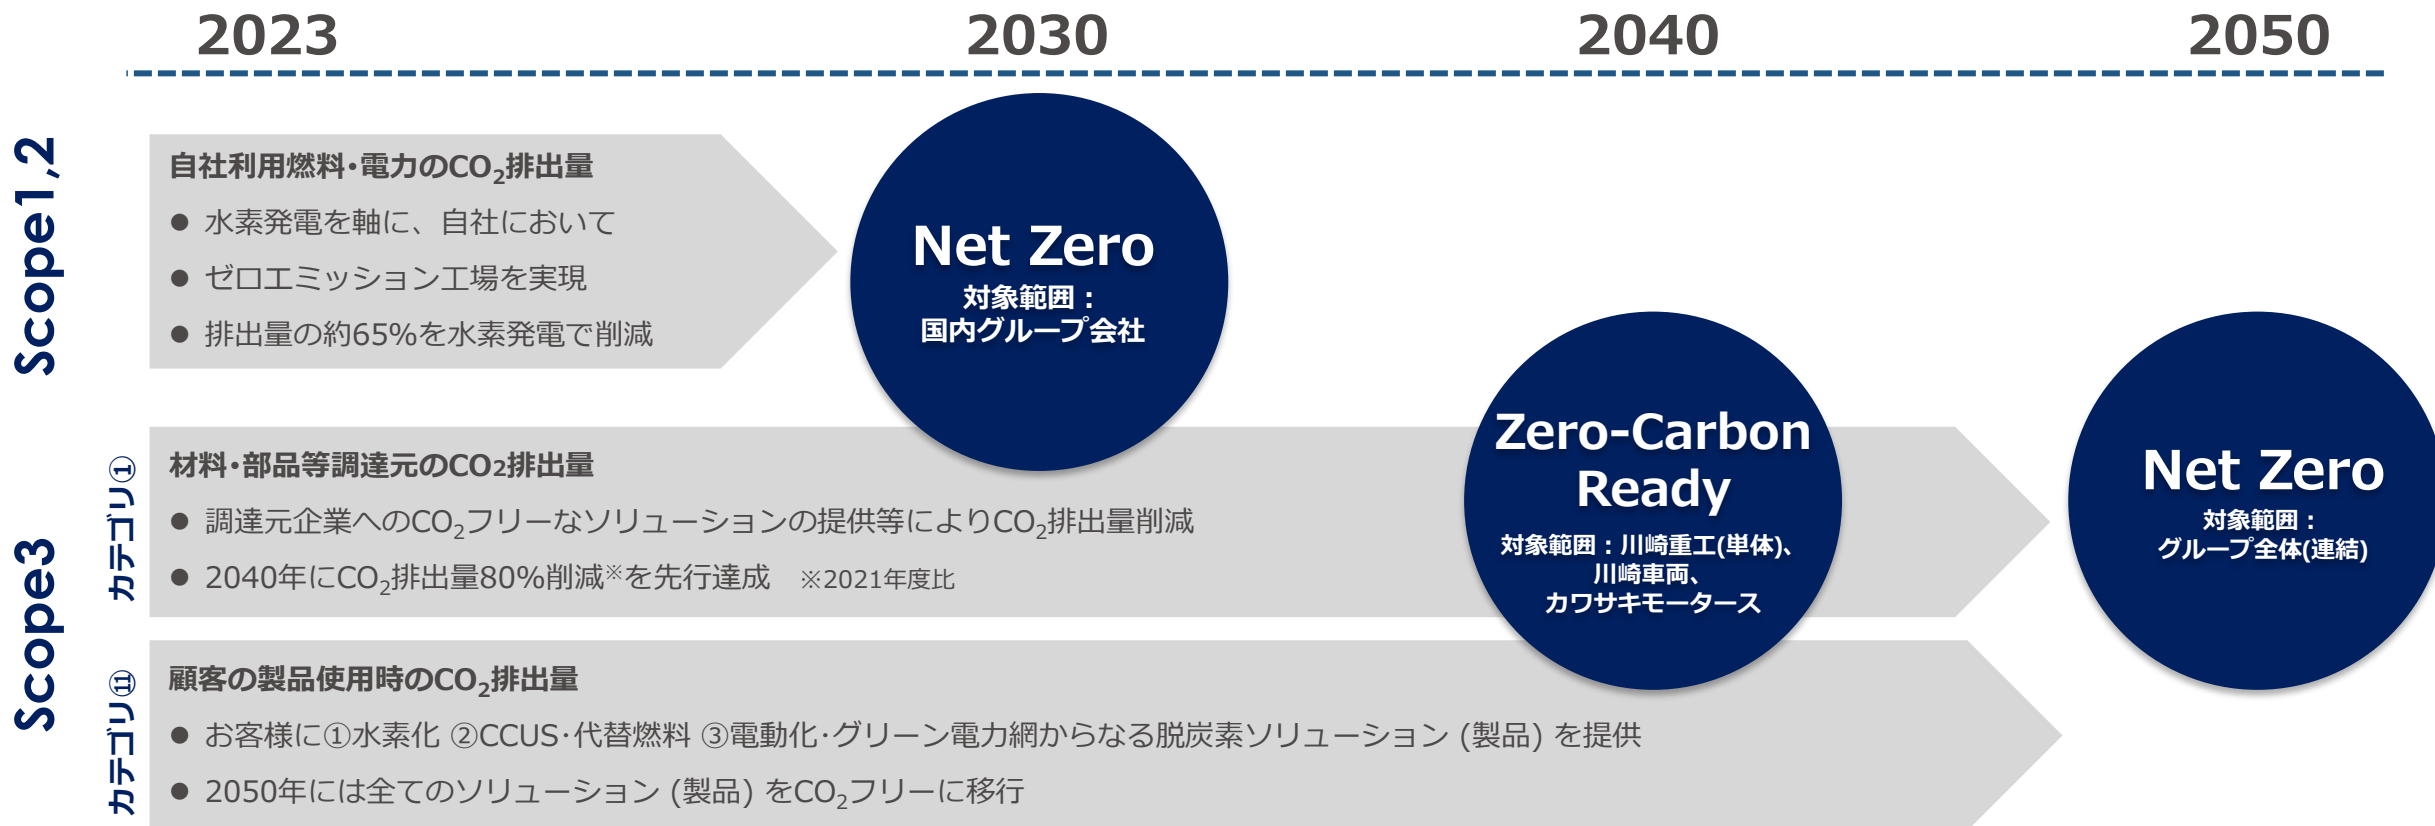 2023
2030
2040
2050
Scope1,2
自社利用燃料・電力のCO₂排出量
● 水素発電を軸に、自社において
● ゼロエミッション工場を実現
● 排出量の約65%を水素発電で削減
Net Zero
対象範囲：
国内グループ会社
Scope3
カテゴリ①
材料・部品等調達元のCO2排出量
● 調達元企業へのCO₂フリーなソリューションの提供等によりCO₂排出量削減
● 2040年にCO₂排出量80%削減※を先行達成　※2021年度比
Zero-Carbon
Ready
対象範囲：川崎重工(単体)、
川崎車両、
カワサキモータース
Net Zero
対象範囲：
グループ全体(連結)
カテゴリ⑪
顧客の製品使用時のCO₂排出量
● お客様に①水素化 ②CCUS･代替燃料 ③電動化･グリーン電力網からなる脱炭素ソリューション (製品) を提供
● 2050年には全てのソリューション (製品) をCO₂フリーに移行